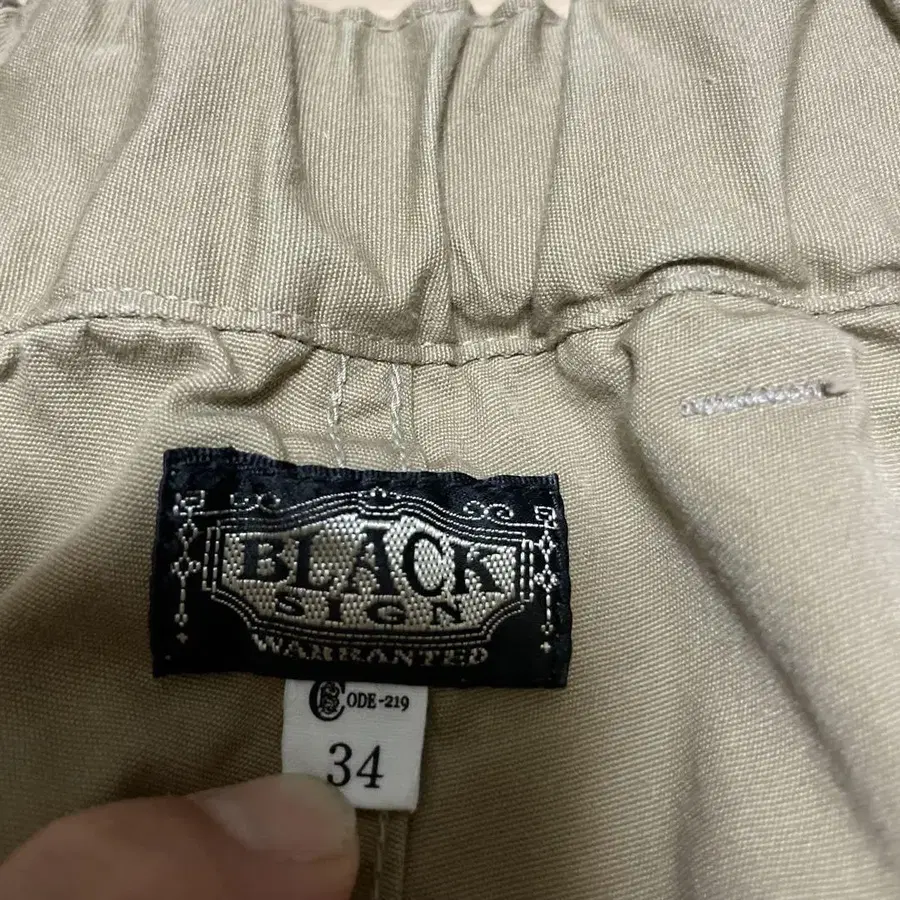 BLACK
SIGN
WARRANTED
CODE-219
34